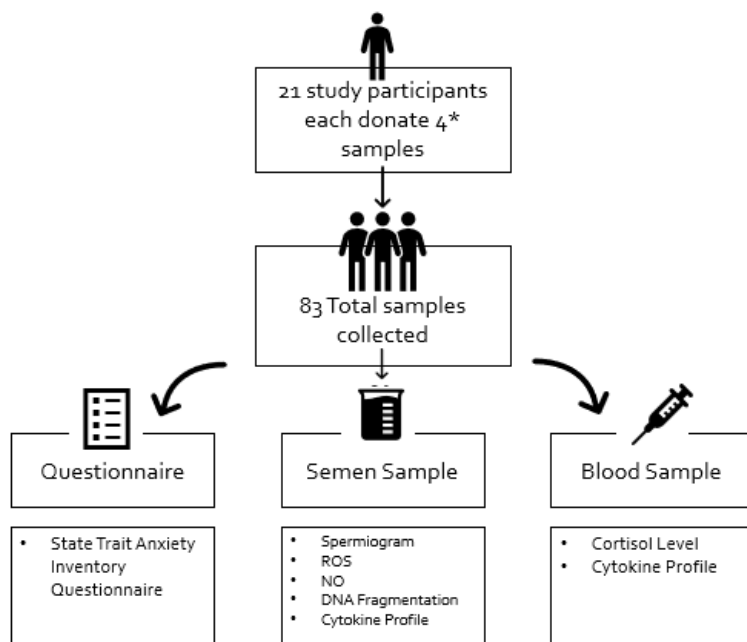 21 study participants
each donate 4*
samples
83 Total samples
collected
Questionnaire
Semen Sample
Blood Sample
• State Trait Anxiety
Inventory
Questionnaire
• Spermiogram
• ROS
• NO
• DNA Fragmentation
• Cytokine Profile
• Cortisol Level
• Cytokine Profile